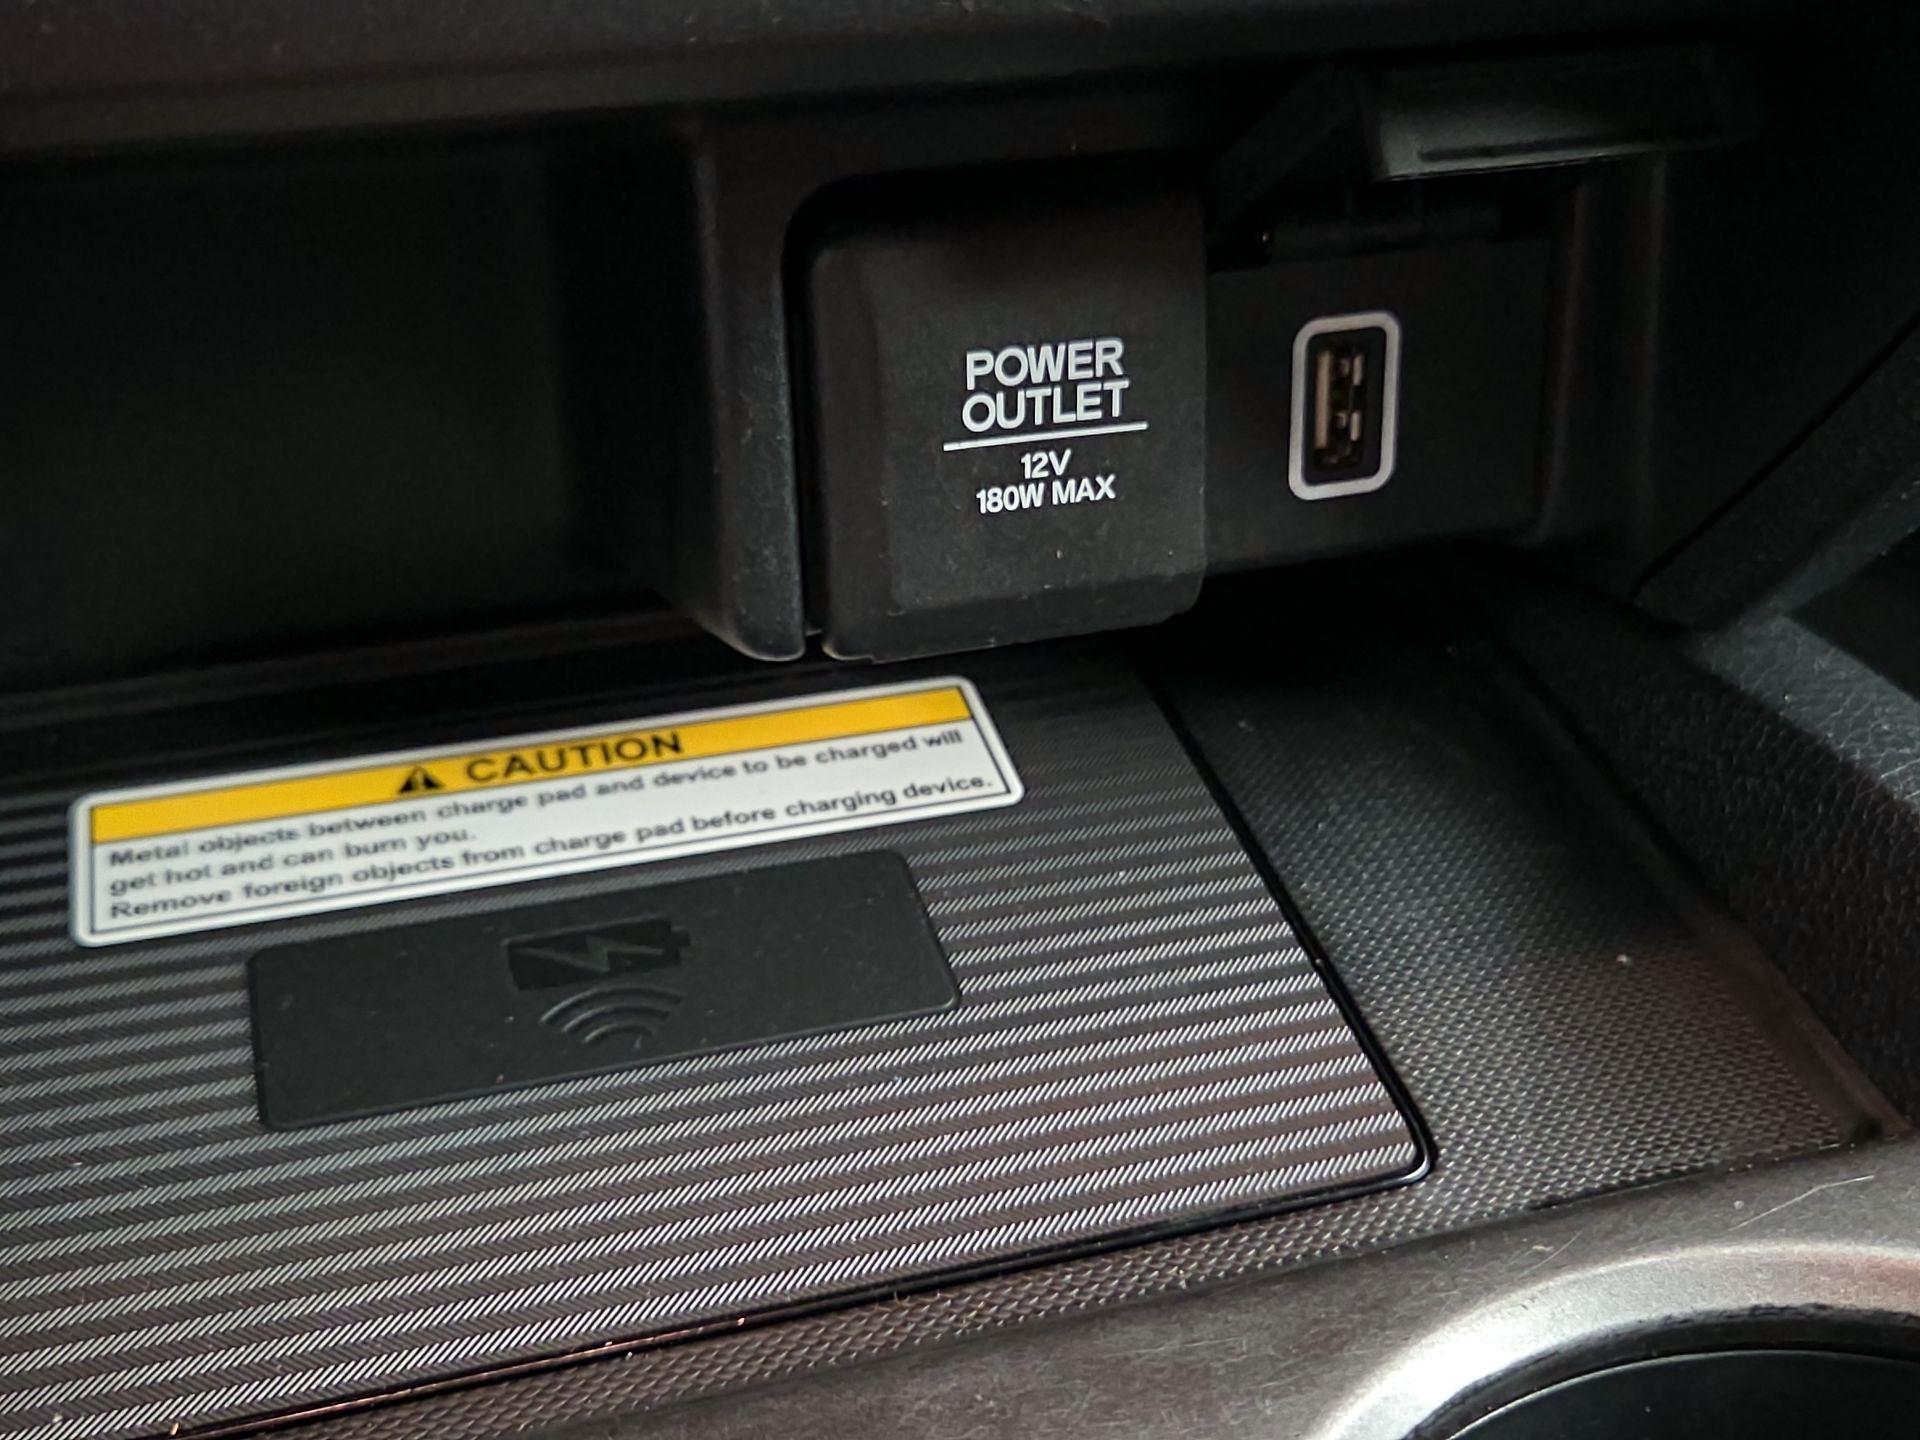 POWER
OUTLET
12V
180W MAX
CAUTION
Metal objects between charge pad and device to be charged will
get hot and can burn you.
Remove foreign objects from charge pad before charging device.